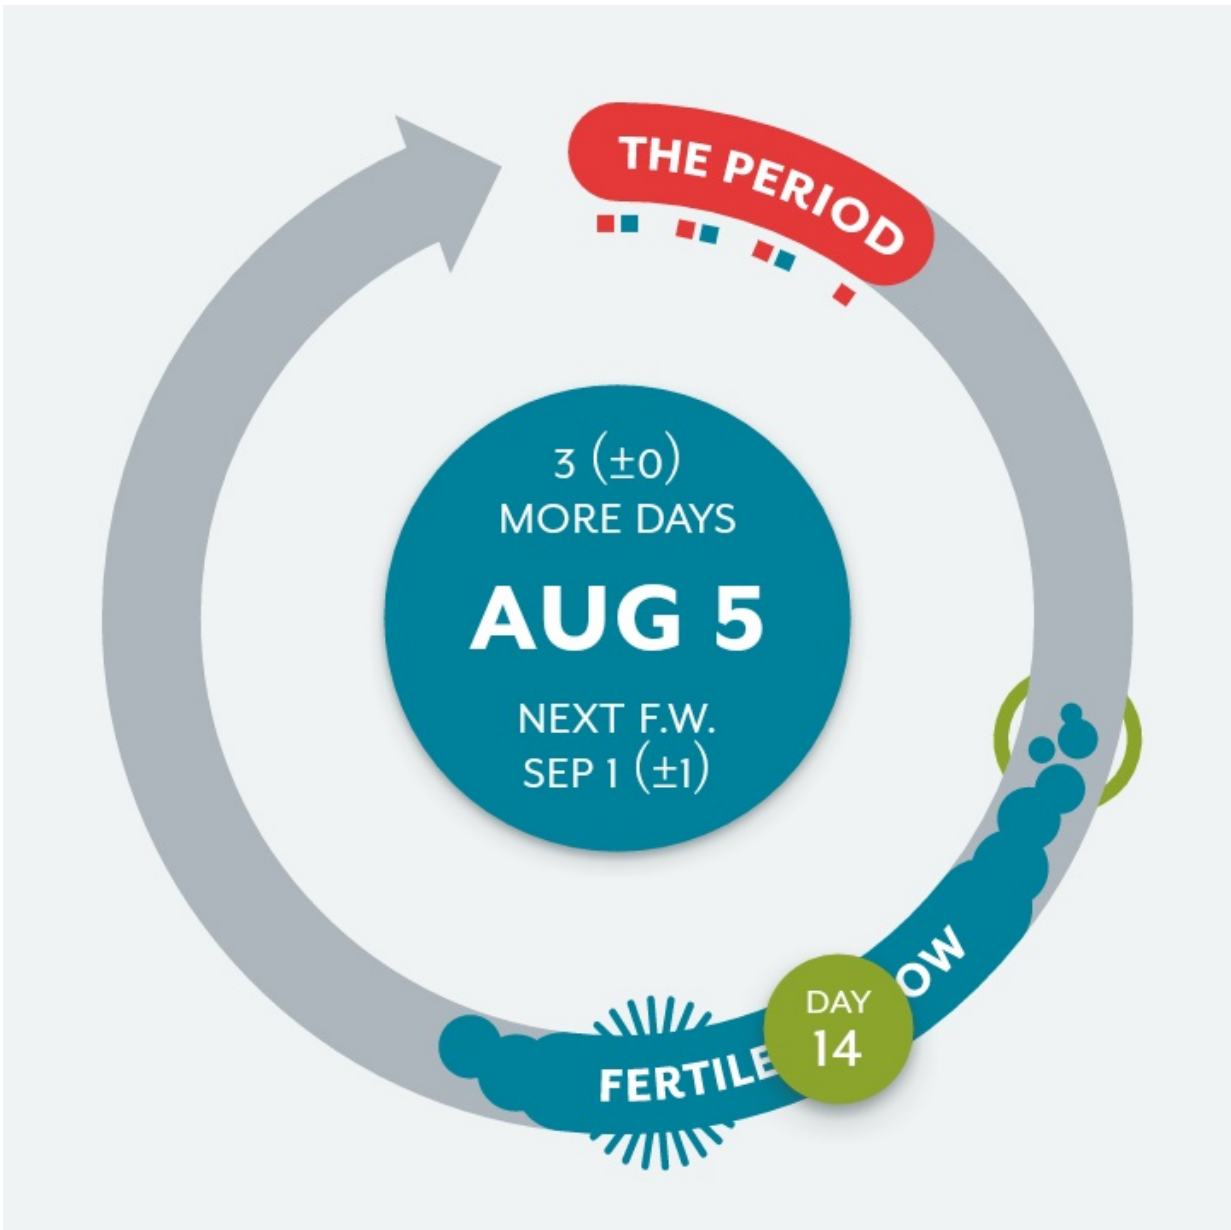 THE PERIOD
3 (±0)
MORE DAYS
AUG 5
NEXT F.W.
SEP 1 (±1)
OW
DAY
14
FERTILE